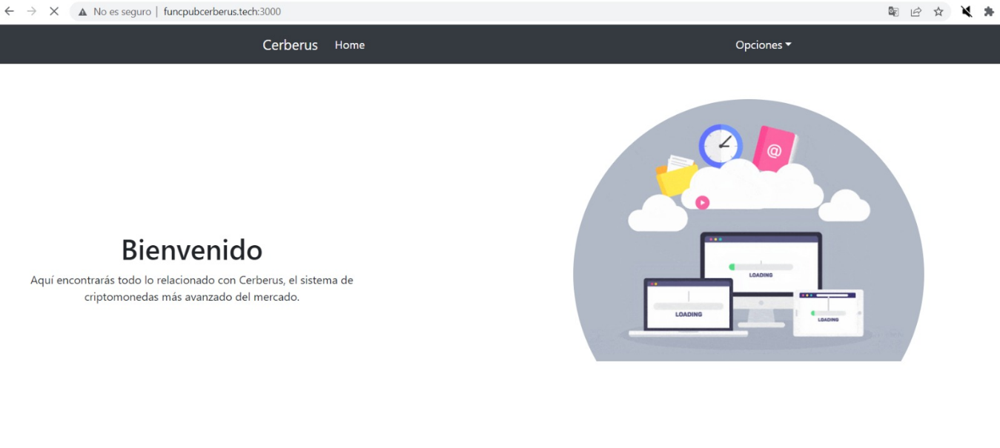 No es seguro | funcpubcerberus.tech:3000
Cerberus Home Opciones
@
LOADING
LOADING
LOADING
Bienvenido
Aquí encontrarás todo lo relacionado con Cerberus, el sistema de
criptomonedas más avanzado del mercado.